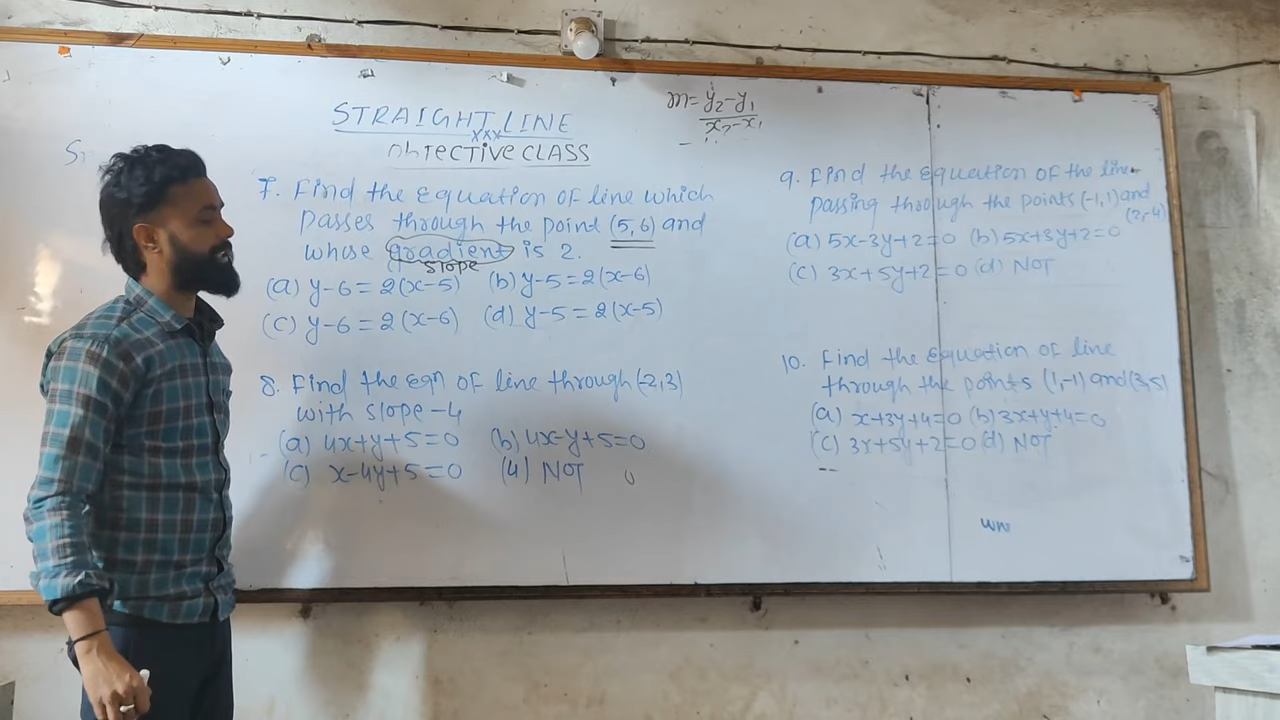 STRAIGHT LINE
xxx
OBJECTIVE CLASS
m = y₂-y₁
x₂-x₁
7. Find the Equation of line which
passes through the point (5,6) and
whose gradient is 2.
slope
(a) y-6=2(x-5) (b) y-5=2(x-6)
(c) y-6=2(x-6) (d) y-5=2(x-5)
8. Find the eqn of line through (-2,3)
with slope -4
(a) 4x+y+5=0 (b) 4x-y+5=0
(c) x-4y+5=0 (4) NOT
9. Find the Equation of the line
passing through the points (-1,1) and
(2,-4)
(a) 5x-3y+2=0 (b) 5x+3y+2=0
(c) 3x+5y+2=0 (d) NOT
10. Find the Equation of line
through the points (1,-1) and (3,5)
(a) x+3y+4=0 (b) 3x+y+4=0
(c) 3x+5y+2=0 (d) NOT